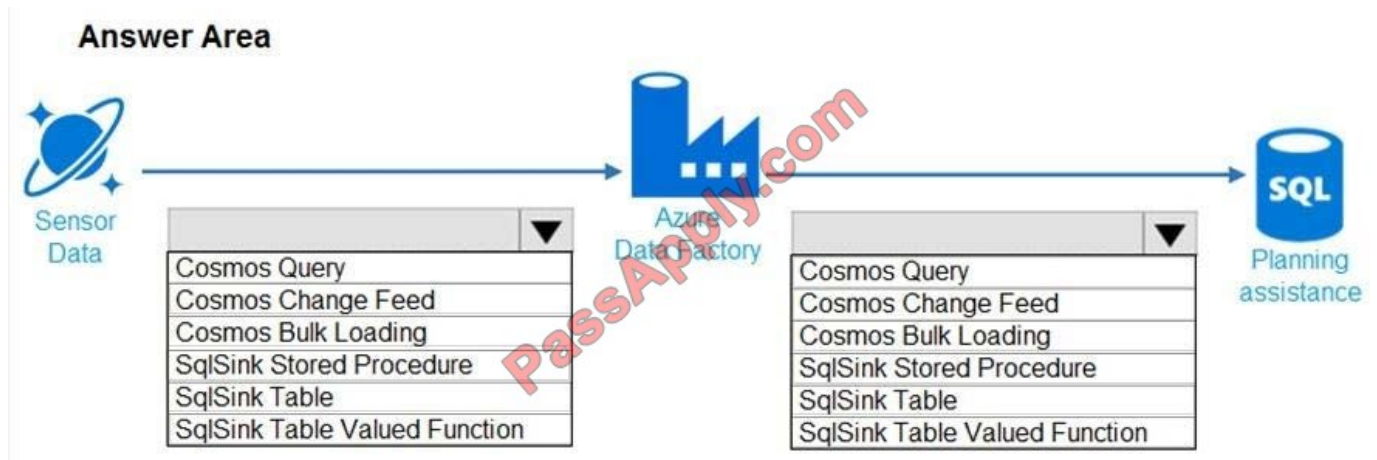 Answer Area
Sensor
Data
Cosmos Query
Cosmos Change Feed
Cosmos Bulk Loading
SqlSink Stored Procedure
SqlSink Table
SqlSink Table Valued Function
Azure
Data Factory
PassApply.com
Cosmos Query
Cosmos Change Feed
Cosmos Bulk Loading
SqlSink Stored Procedure
SqlSink Table
SqlSink Table Valued Function
SQL
Planning
assistance